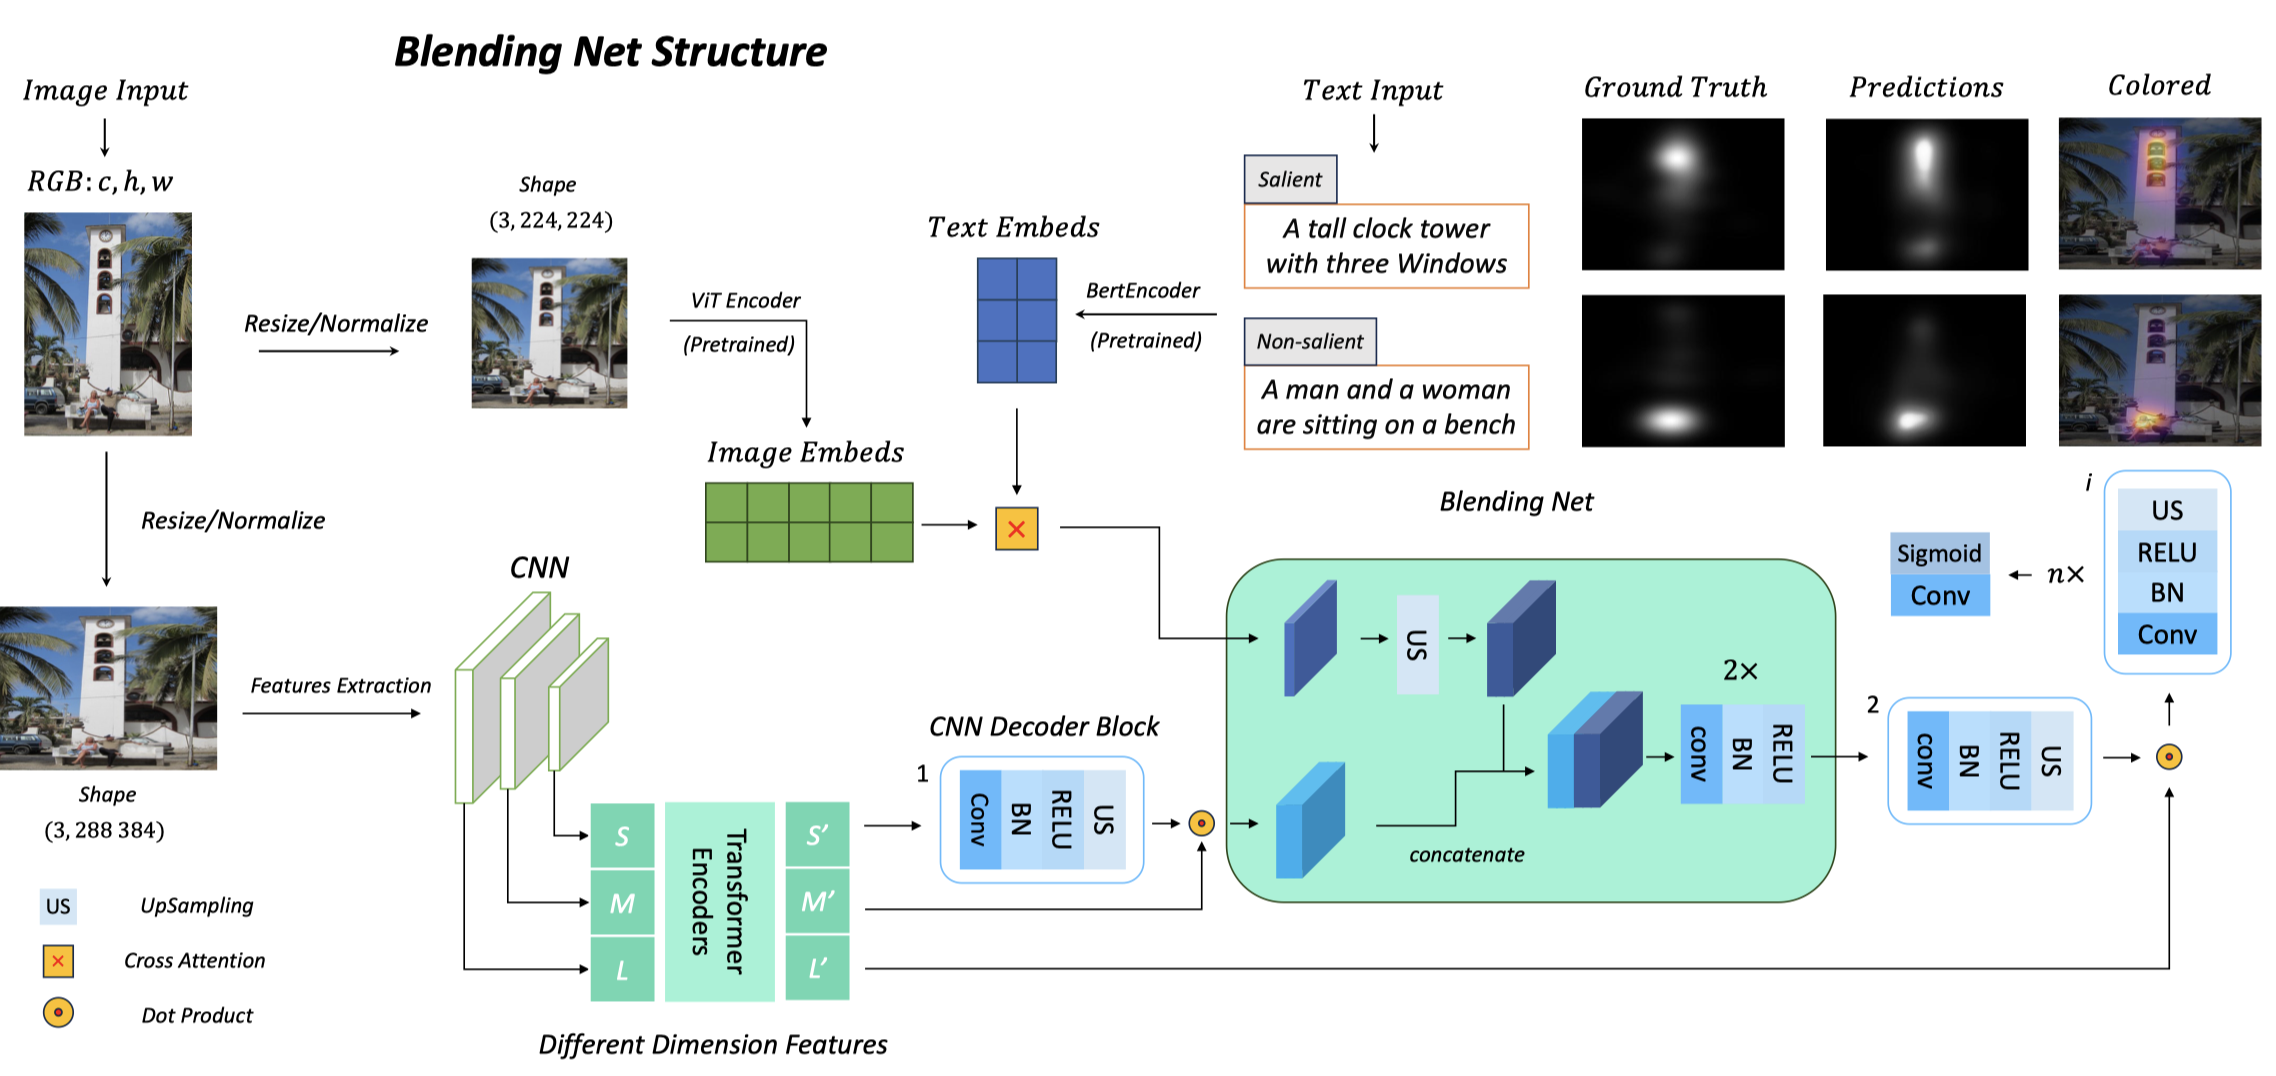 Blending Net Structure
Image Input
RGB: c, h, w
Resize/Normalize
Shape
(3, 224, 224)
ViT Encoder
(Pretrained)
Image Embeds
Text Embeds
BertEncoder
(Pretrained)
Text Input
Salient
A tall clock tower
with three Windows
Non-salient
A man and a woman
are sitting on a bench
Ground Truth
Predictions
Colored
Resize/Normalize
Shape
(3, 288 384)
Features Extraction
CNN
S
M
L
Transformer
Encoders
S'
M'
L'
Different Dimension Features
CNN Decoder Block
1
Conv
BN
RELU
US
Blending Net
US
concatenate
2×
conv
BN
RELU
2
conv
BN
RELU
US
i
US
RELU
BN
Conv
n×
Sigmoid
Conv
US
UpSampling
Cross Attention
Dot Product